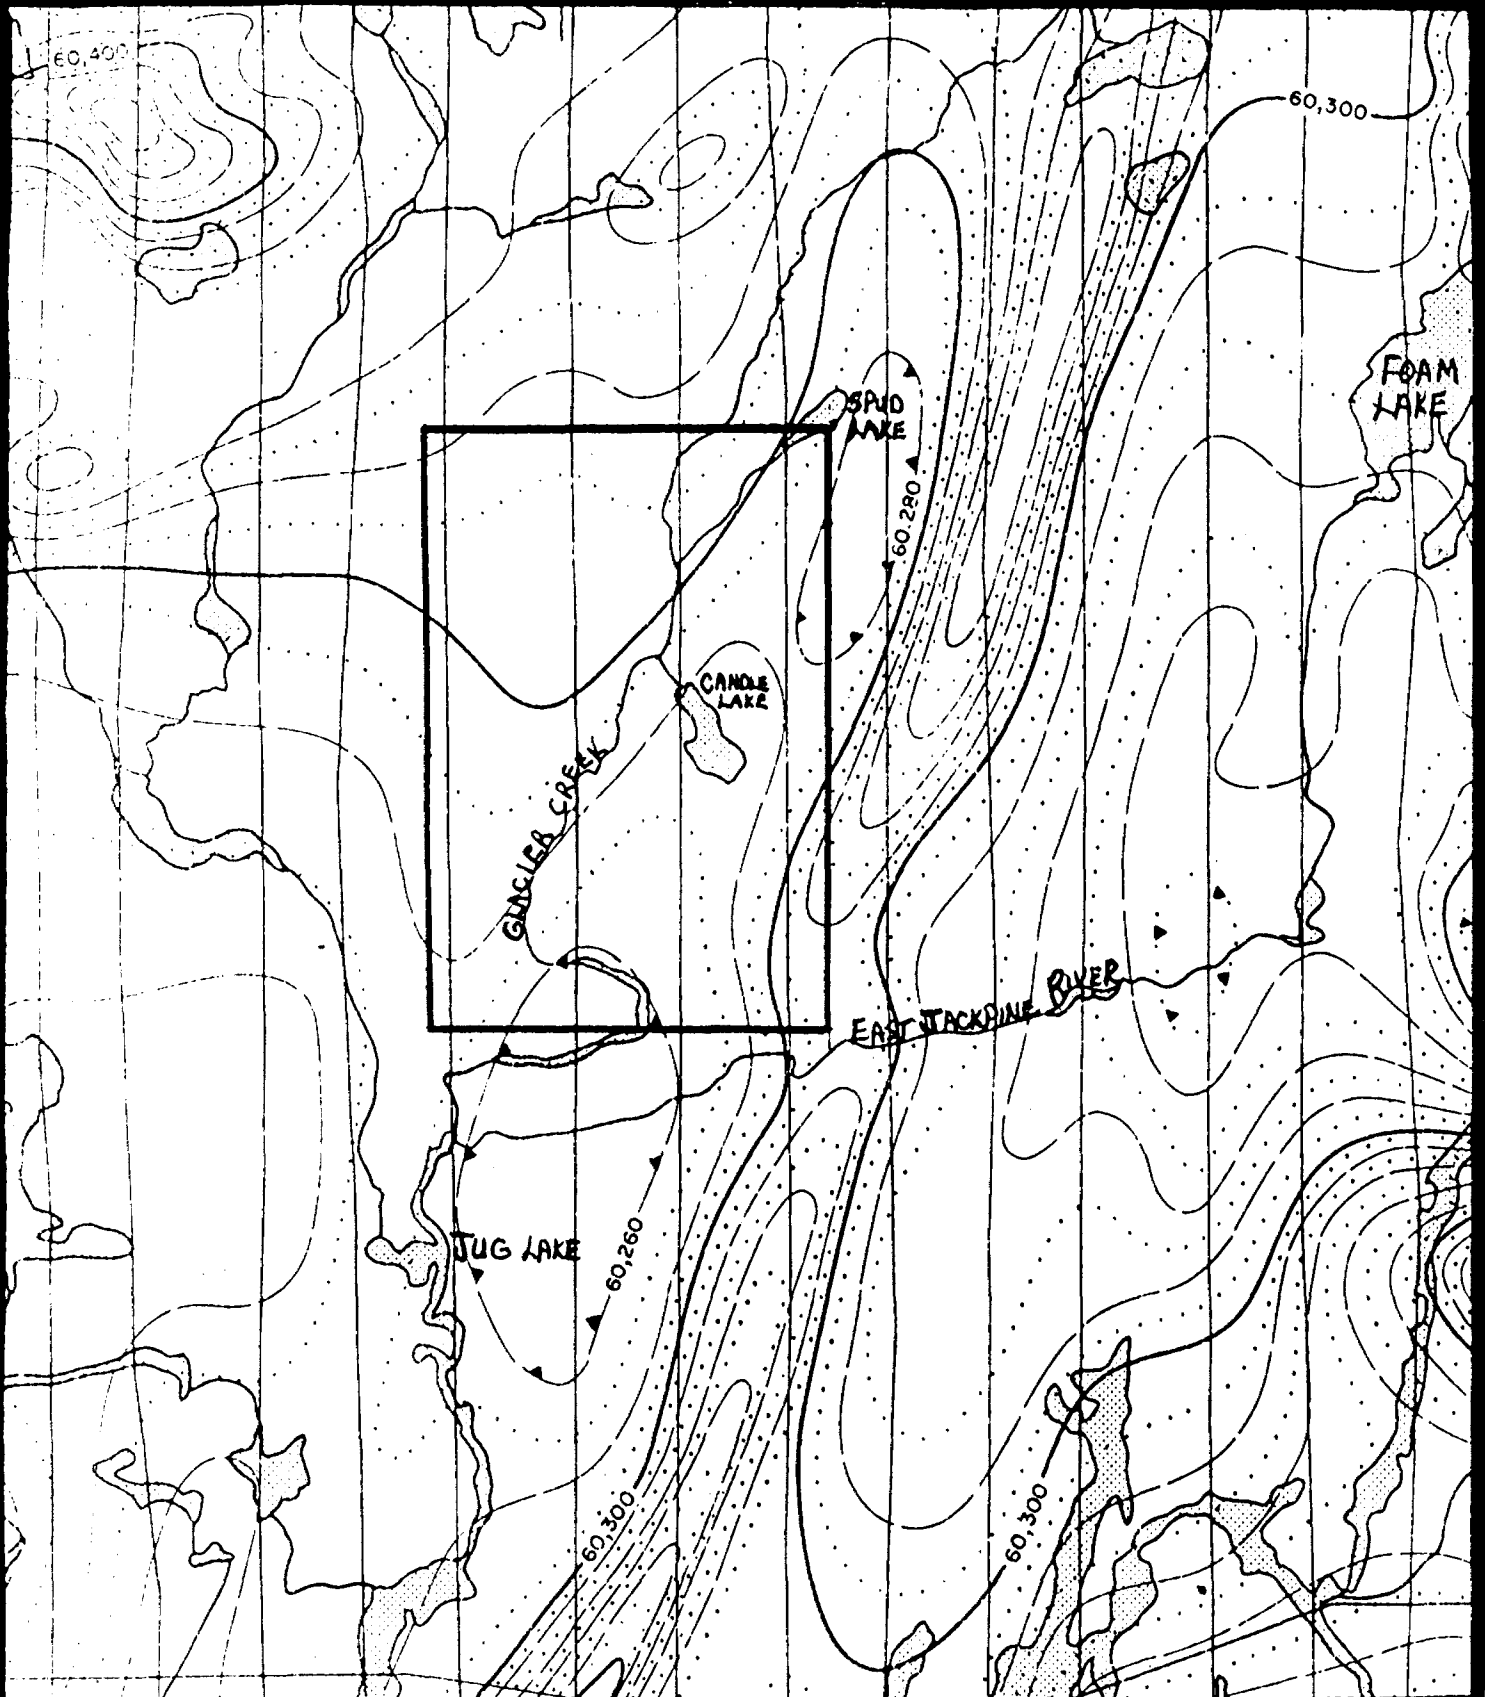 60,400
60,300
FOAM
LAKE
SPUD
LAKE
60.280
CANDLE
LAKE
GLACIER CREEK
EAST JACKPINE RIVER
JUG LAKE
60,260
60,300
60,300